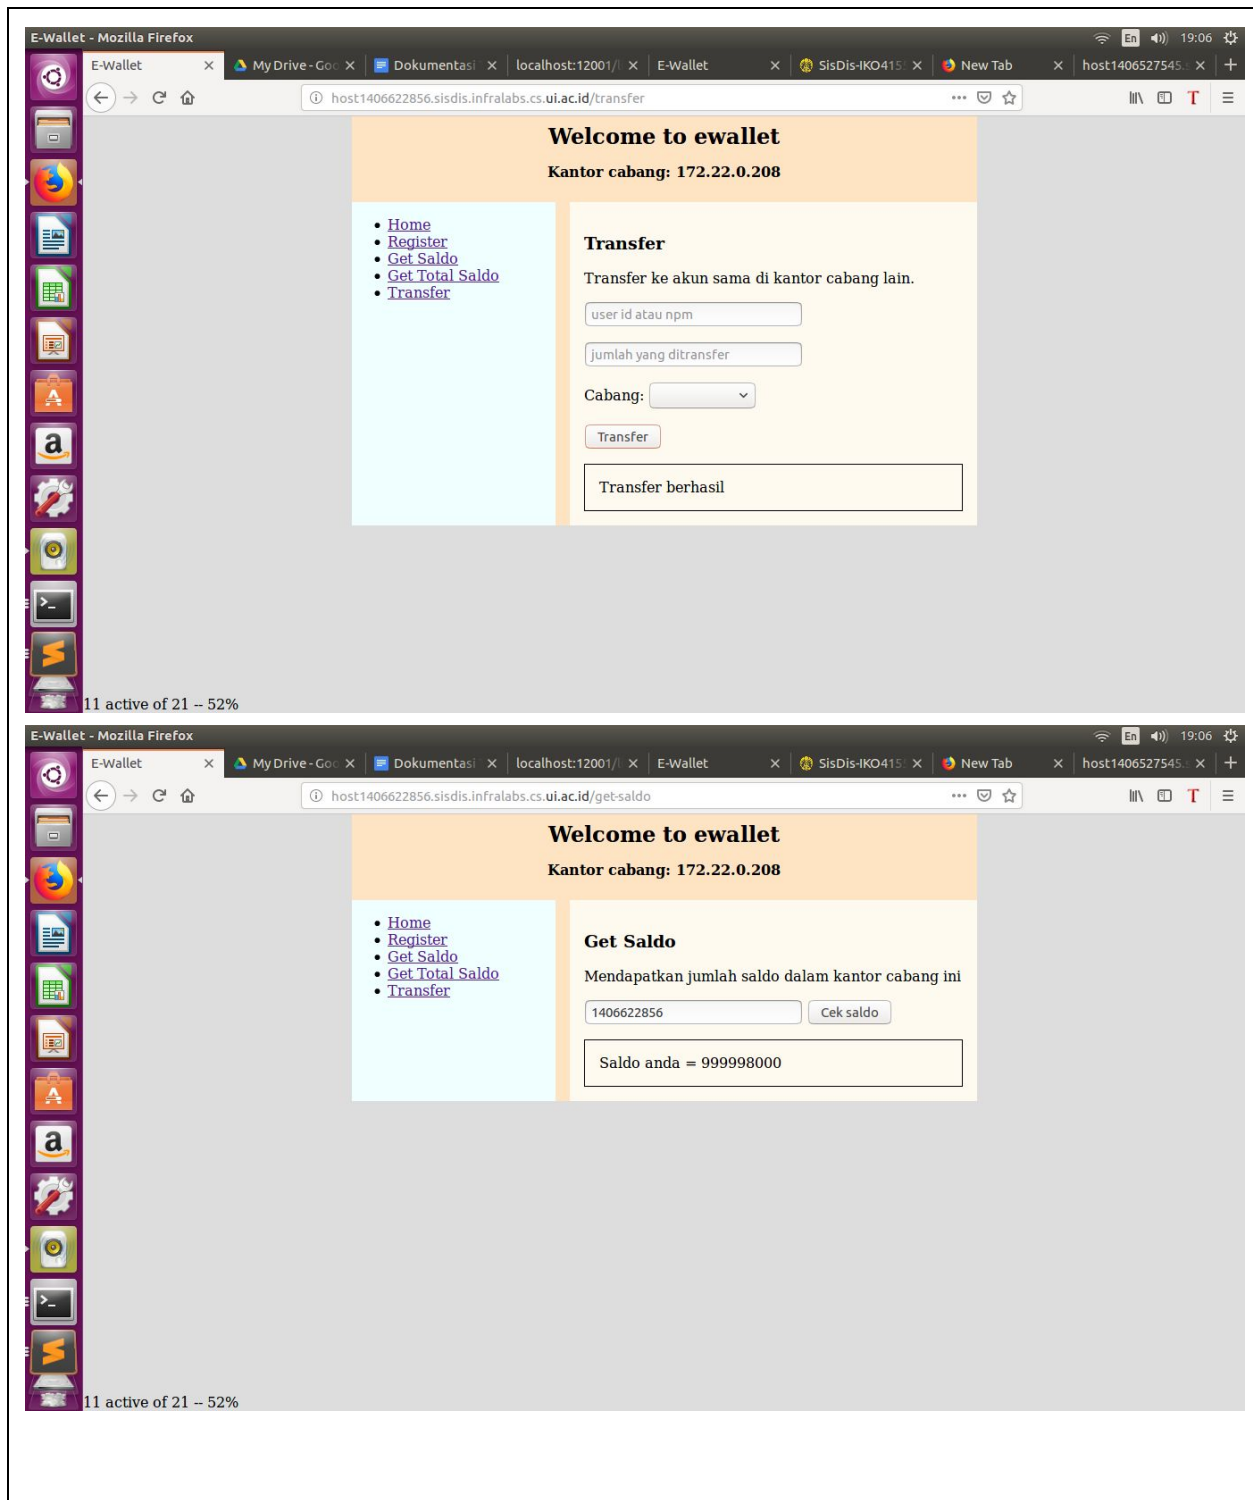 E-Wallet - Mozilla Firefox
En 19:06
E-Wallet My Drive - Goo Dokumentasi localhost:12001/ E-Wallet SisDis-IKO415 New Tab host1406527545.
host1406622856.sisdis.infralabs.cs.ui.ac.id/transfer
Welcome to ewallet
Kantor cabang: 172.22.0.208
Home
Register
Get Saldo
Get Total Saldo
Transfer
Transfer
Transfer ke akun sama di kantor cabang lain.
user id atau npm
jumlah yang ditransfer
Cabang:
Transfer
Transfer berhasil
11 active of 21 -- 52%
E-Wallet - Mozilla Firefox
En 19:06
E-Wallet My Drive - Goo Dokumentasi localhost:12001/ E-Wallet SisDis-IKO415 New Tab host1406527545.
host1406622856.sisdis.infralabs.cs.ui.ac.id/get-saldo
Welcome to ewallet
Kantor cabang: 172.22.0.208
Home
Register
Get Saldo
Get Total Saldo
Transfer
Get Saldo
Mendapatkan jumlah saldo dalam kantor cabang ini
1406622856 Cek saldo
Saldo anda = 999998000
11 active of 21 -- 52%